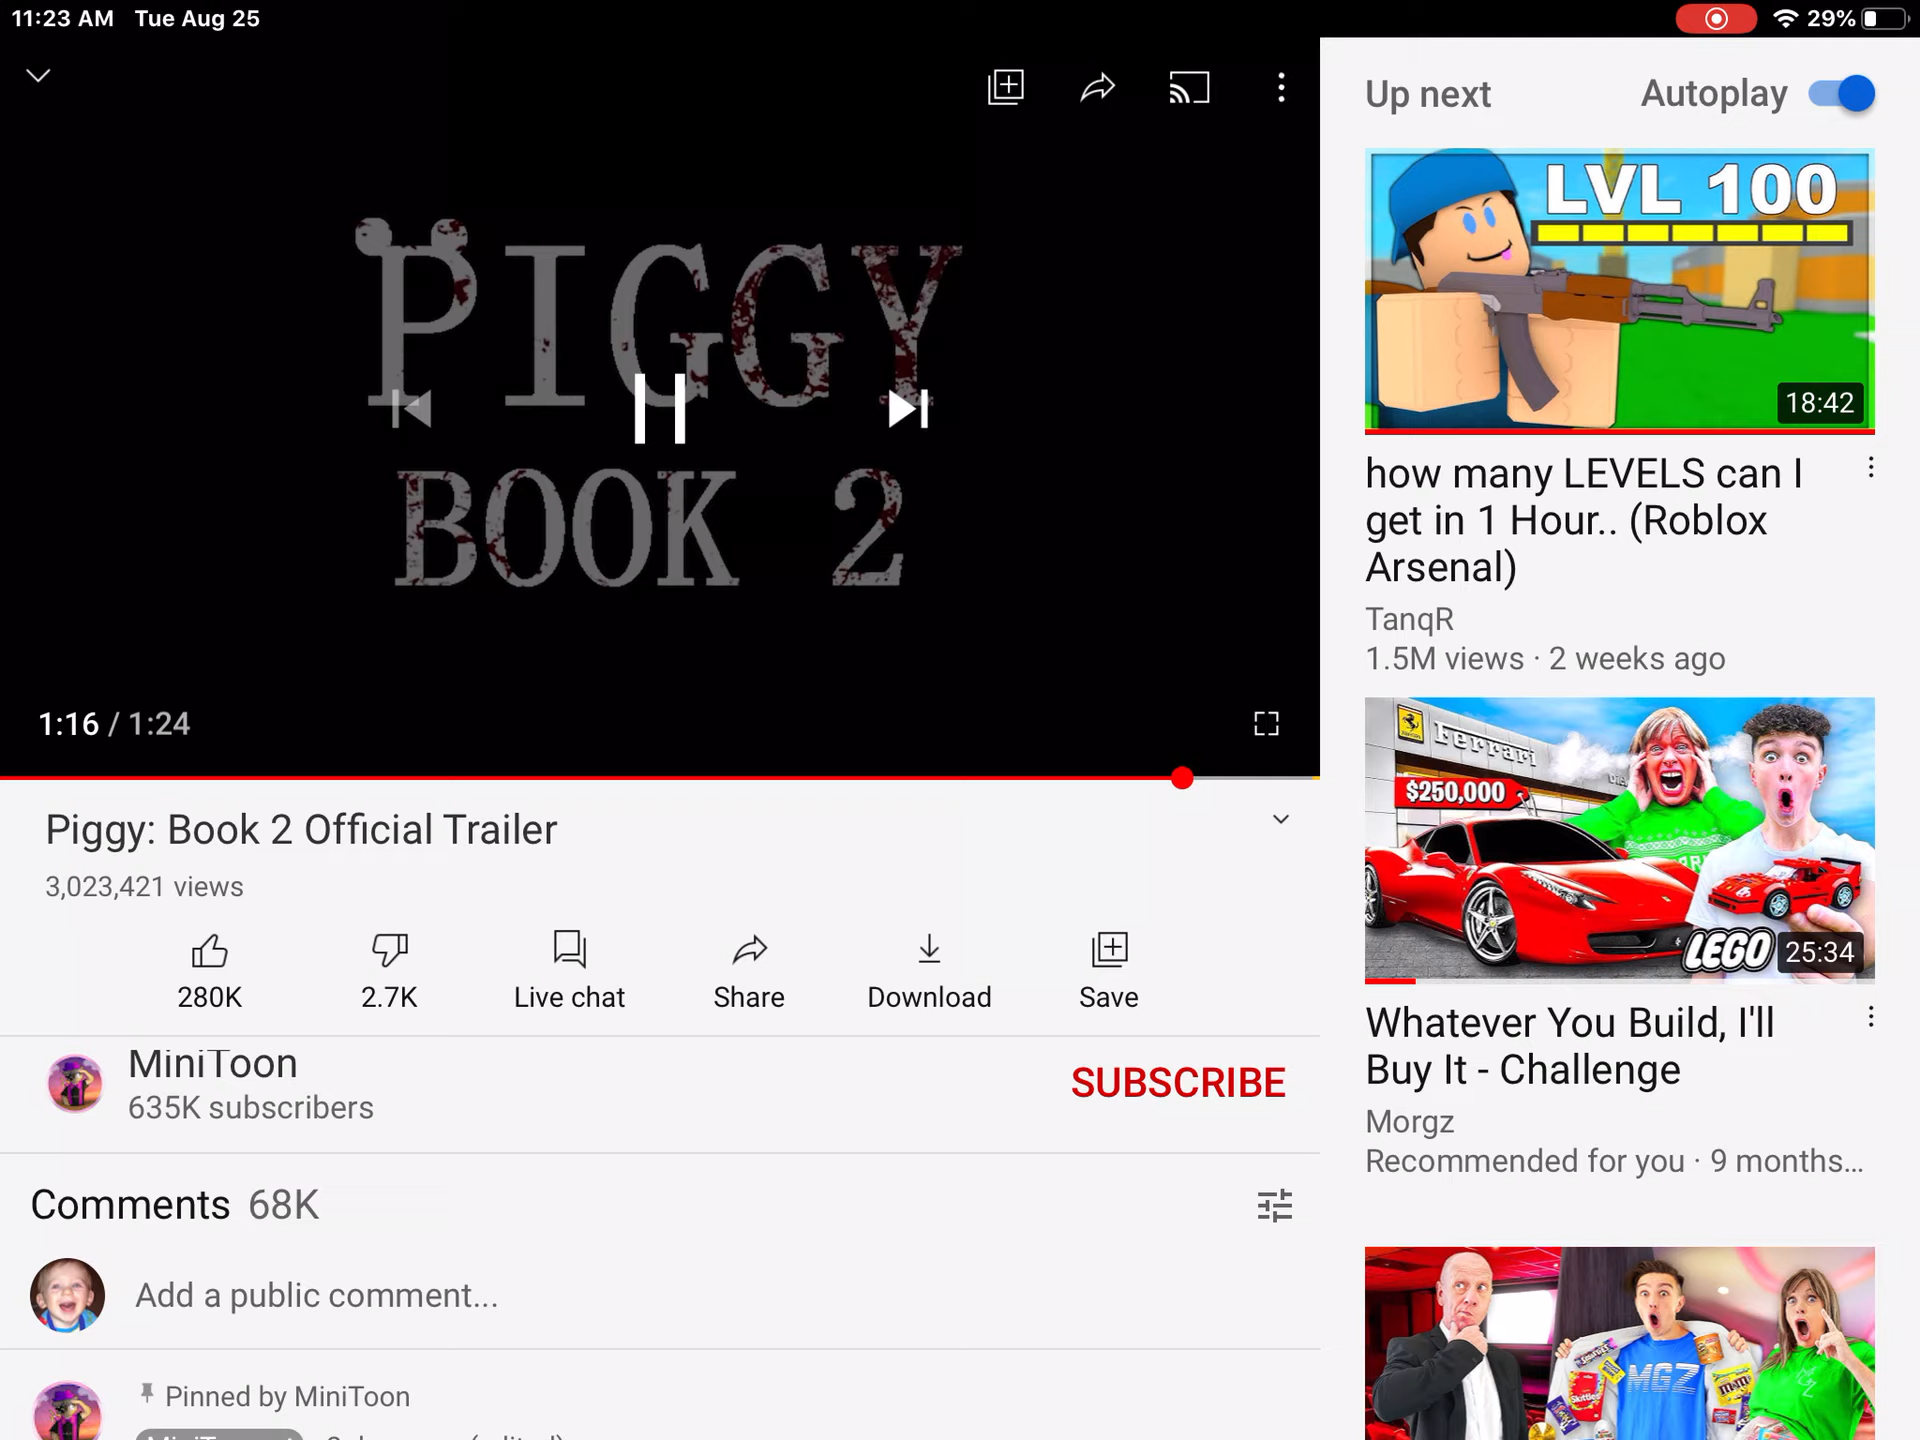 11:23 AM Tue Aug 25
29%
PIGGY
BOOK 2
1:16 / 1:24
Piggy: Book 2 Official Trailer
3,023,421 views
280K
2.7K
Live chat
Share
Download
Save
MiniToon
635K subscribers
SUBSCRIBE
Comments 68K
Add a public comment...
Pinned by MiniToon
Up next
Autoplay
LVL 100
18:42
how many LEVELS can I
get in 1 Hour.. (Roblox
Arsenal)
TanqR
1.5M views · 2 weeks ago
Ferrari
$250,000
LEGO
25:34
Whatever You Build, I'll
Buy It - Challenge
Morgz
Recommended for you · 9 months...
MGZ
Skittles
m&m's